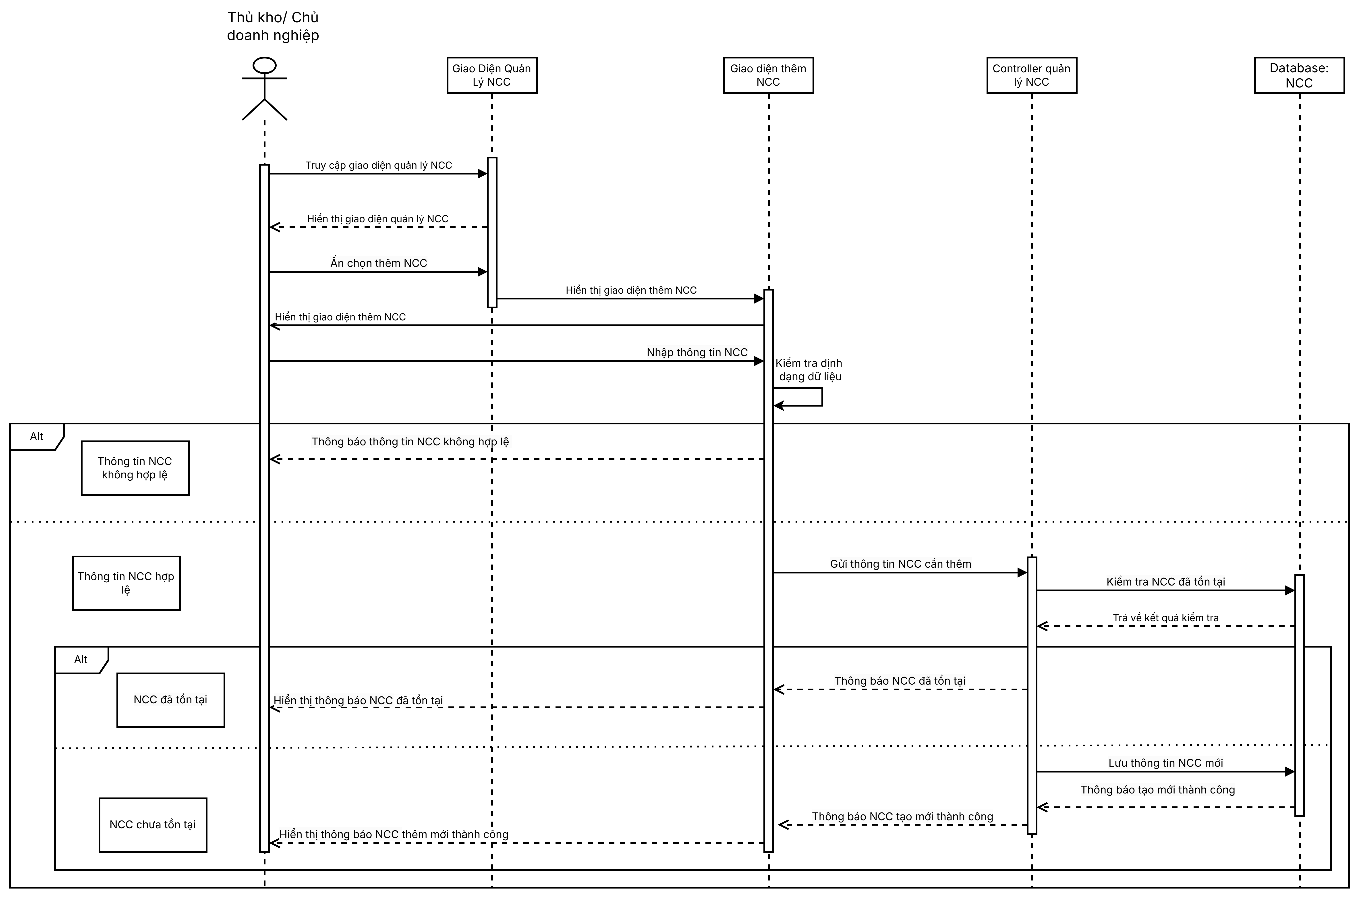 Thủ kho/ Chủ
doanh nghiệp
Giao Diện Quản
Lý NCC
Giao diện thêm
NCC
Controller quản
lý NCC
Database:
NCC
Truy cập giao diện quản lý NCC
Hiển thị giao diện quản lý NCC
Ấn chọn thêm NCC
Hiển thị giao diện thêm NCC
Hiển thị giao diện thêm NCC
Nhập thông tin NCC
Kiểm tra định
dạng dữ liệu
Alt
Thông báo thông tin NCC không hợp lệ
Thông tin NCC
không hợp lệ
Thông tin NCC hợp
lệ
Gửi thông tin NCC cần thêm
Kiểm tra NCC đã tồn tại
Trả về kết quả kiểm tra
Alt
NCC đã tồn tại
Thông báo NCC đã tồn tại
Hiển thị thông báo NCC đã tồn tại
Lưu thông tin NCC mới
Thông báo tạo mới thành công
NCC chưa tồn tại
Thông báo NCC tạo mới thành công
Hiển thị thông báo NCC thêm mới thành công